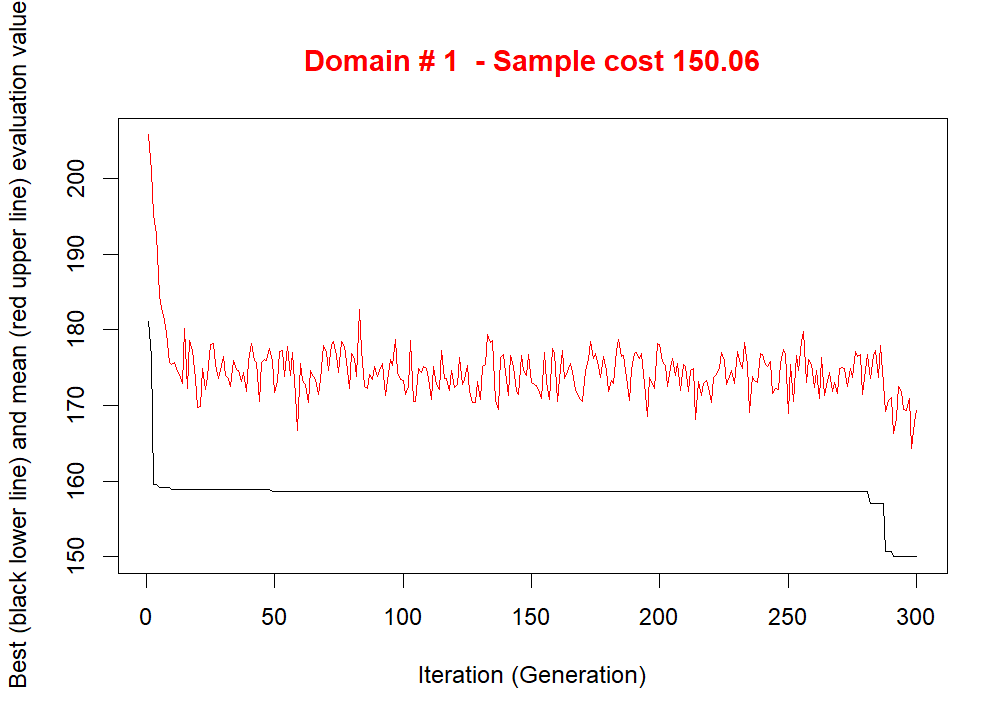 Domain # 1  - Sample cost 150.06
Best (black lower line) and mean (red upper line) evaluation value
200
190
180
170
160
150
0 50 100 150 200 250 300
Iteration (Generation)